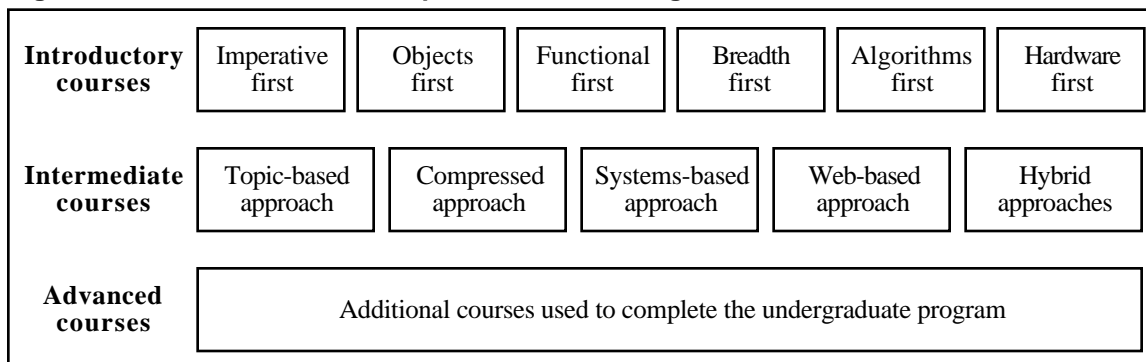 Introductory courses
Imperative first
Objects first
Functional first
Breadth first
Algorithms first
Hardware first
Intermediate courses
Topic-based approach
Compressed approach
Systems-based approach
Web-based approach
Hybrid approaches
Advanced courses
Additional courses used to complete the undergraduate program